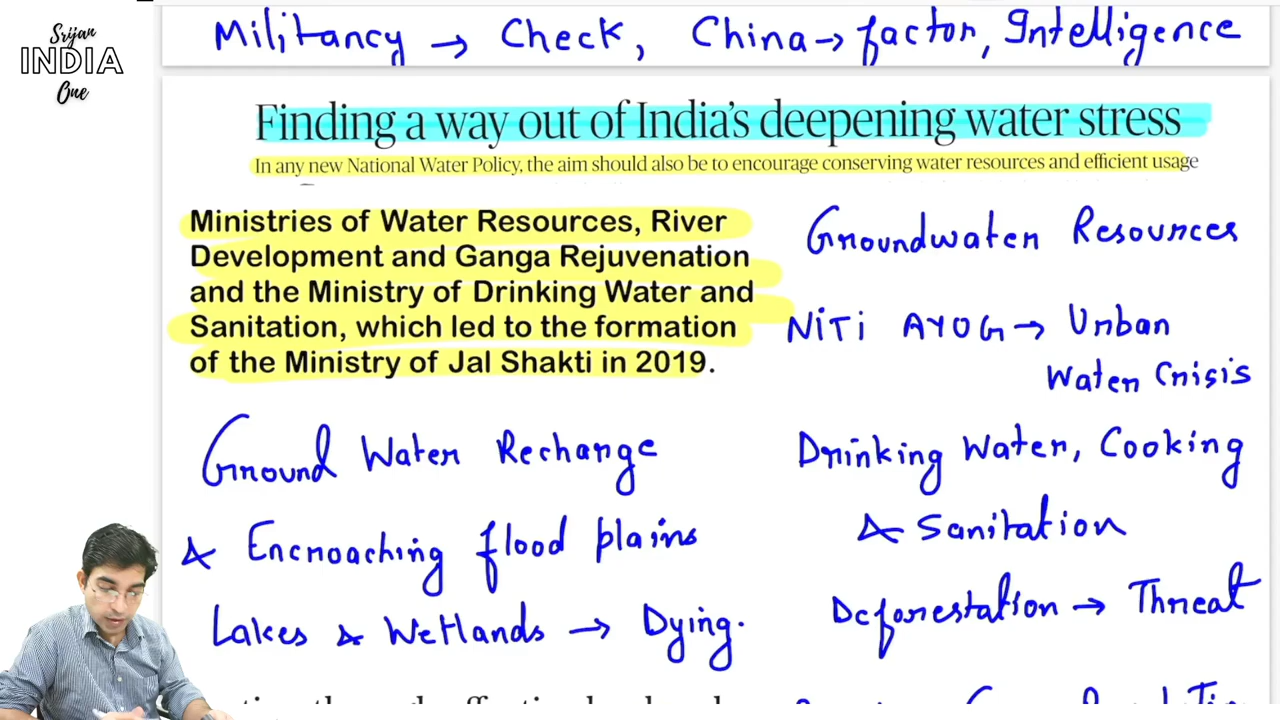 Srijan
INDIA
One
Militancy → Check, China → factor, Intelligence
Finding a way out of India's deepening water stress
In any new National Water Policy, the aim should also be to encourage conserving water resources and efficient usage
Ministries of Water Resources, River
Development and Ganga Rejuvenation
and the Ministry of Drinking Water and
Sanitation, which led to the formation
of the Ministry of Jal Shakti in 2019.
Ground Water Recharge
& Encroaching flood plains
Lakes & Wetlands → Dying.
Groundwater Resources
NiTi AYOG → Urban
Water Crisis
Drinking Water, Cooking
& Sanitation
Deforestation → Threat